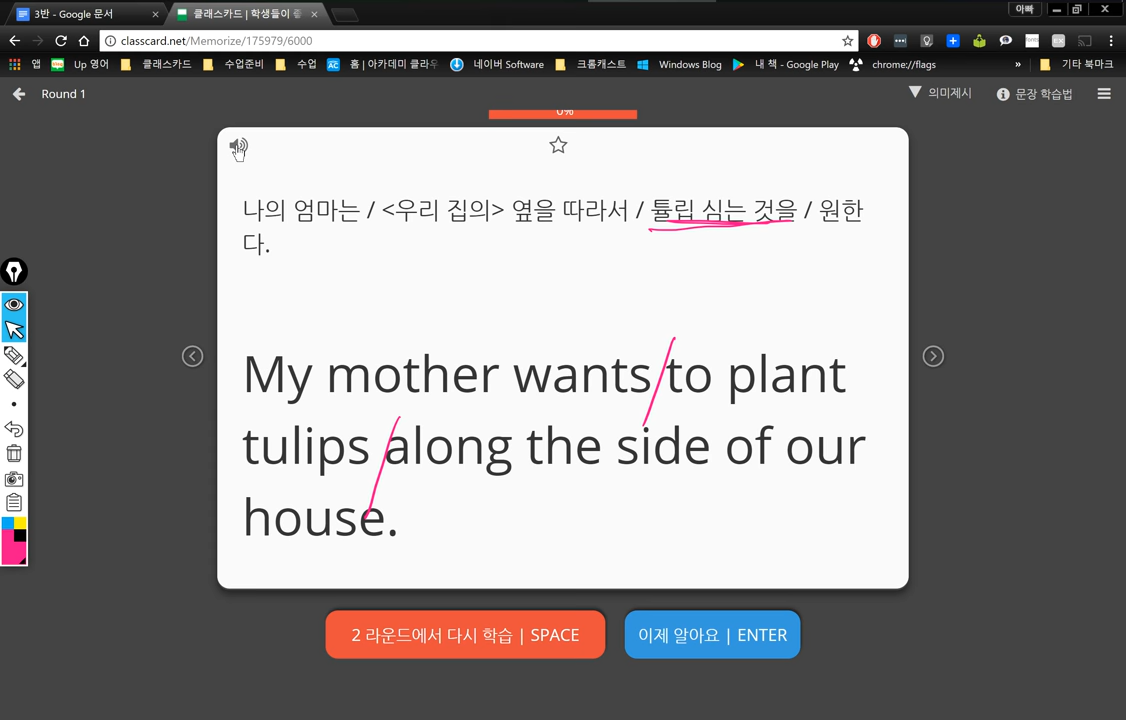 3반 - Google 문서
클래스카드 | 학생들이
아빠
classcard.net/Memorize/175979/6000
앱
Up 영어
클래스카드
수업준비
수업
홈 | 아카데미 클라우
네이버 Software
크롬캐스트
Windows Blog
내 책 - Google Play
chrome://flags
»
기타 북마크
Round 1
의미제시
문장 학습법
0%
나의 엄마는 / <우리 집의> 옆을 따라서 / 튤립 심는 것을 / 원한
다.
My mother wants to plant
tulips along the side of our
house.
2 라운드에서 다시 학습 | SPACE
이제 알아요 | ENTER